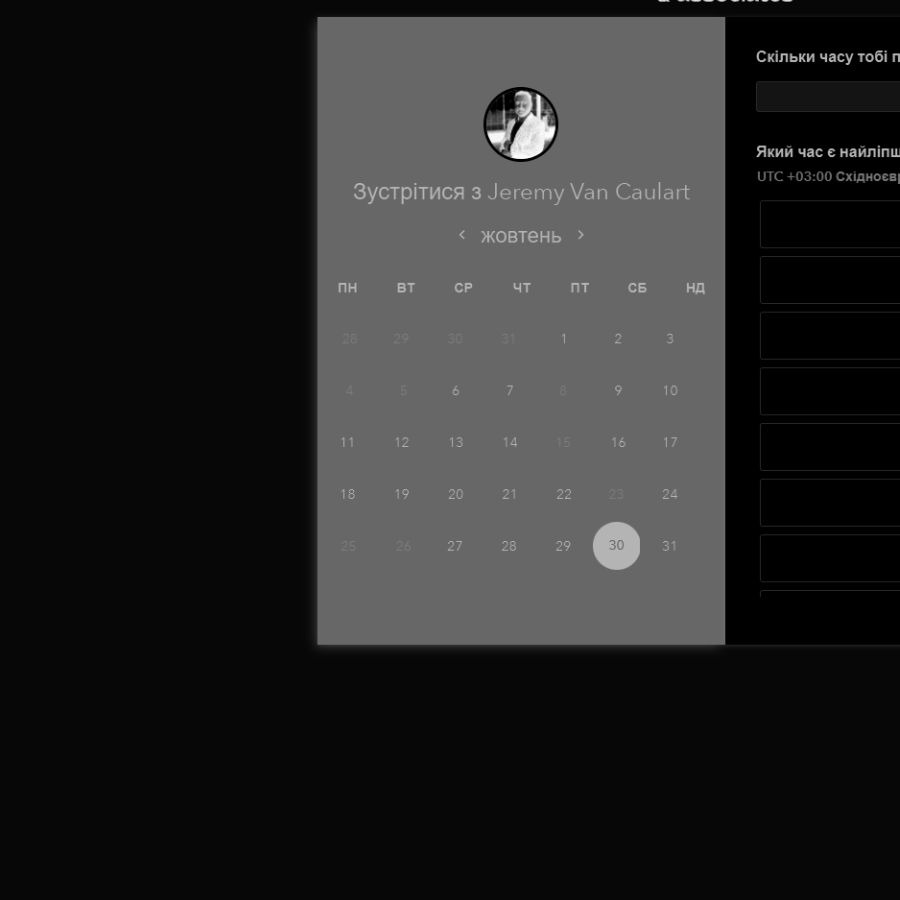 Зустрітися з Jeremy Van Caulart
‹ жовтень ›
ПН ВТ СР ЧТ ПТ СБ НД
28 29 30 31 1 2 3
4 5 6 7 8 9 10
11 12 13 14 15 16 17
18 19 20 21 22 23 24
25 26 27 28 29 30 31
Скільки часу тобі
Який час є
UTC +03:00